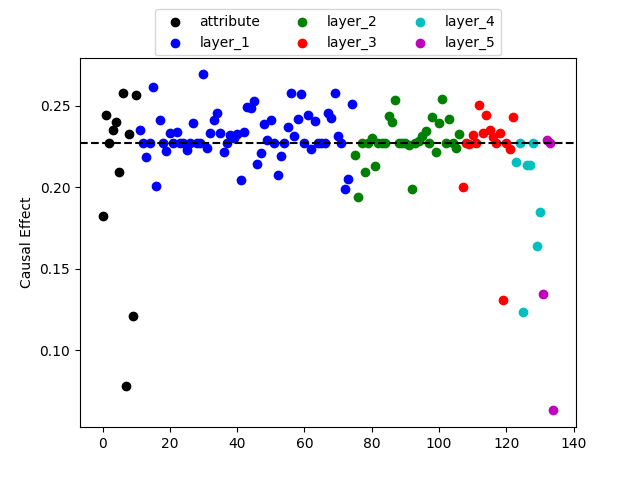 attribute layer_2 layer_4
layer_1 layer_3 layer_5
0.25
0.20
0.15
0.10
Causal Effect
0 20 40 60 80 100 120 140